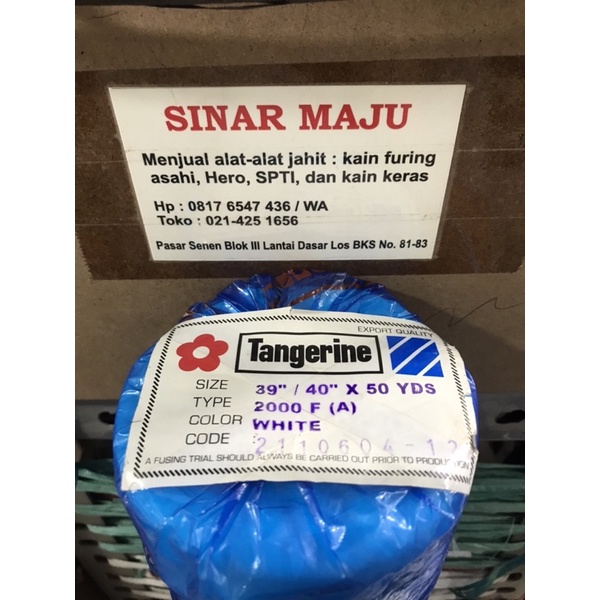 SINAR MAJU
Menjual alat-alat jahit : kain furing
asahi, Hero, SPTI, dan kain keras
Hp : 0817 6547 436 / WA
Toko : 021-425 1656
Pasar Senen Blok III Lantai Dasar Los BKS No. 81-83
EXPORT QUALITY
Tangerine
SIZE 39" / 40" X 50 YDS
TYPE 2000 F (A)
COLOR WHITE
CODE : 2110604-12
A FUSING TRIAL SHOULD ALWAYS BE CARRIED OUT PRIOR TO PRODUCTION